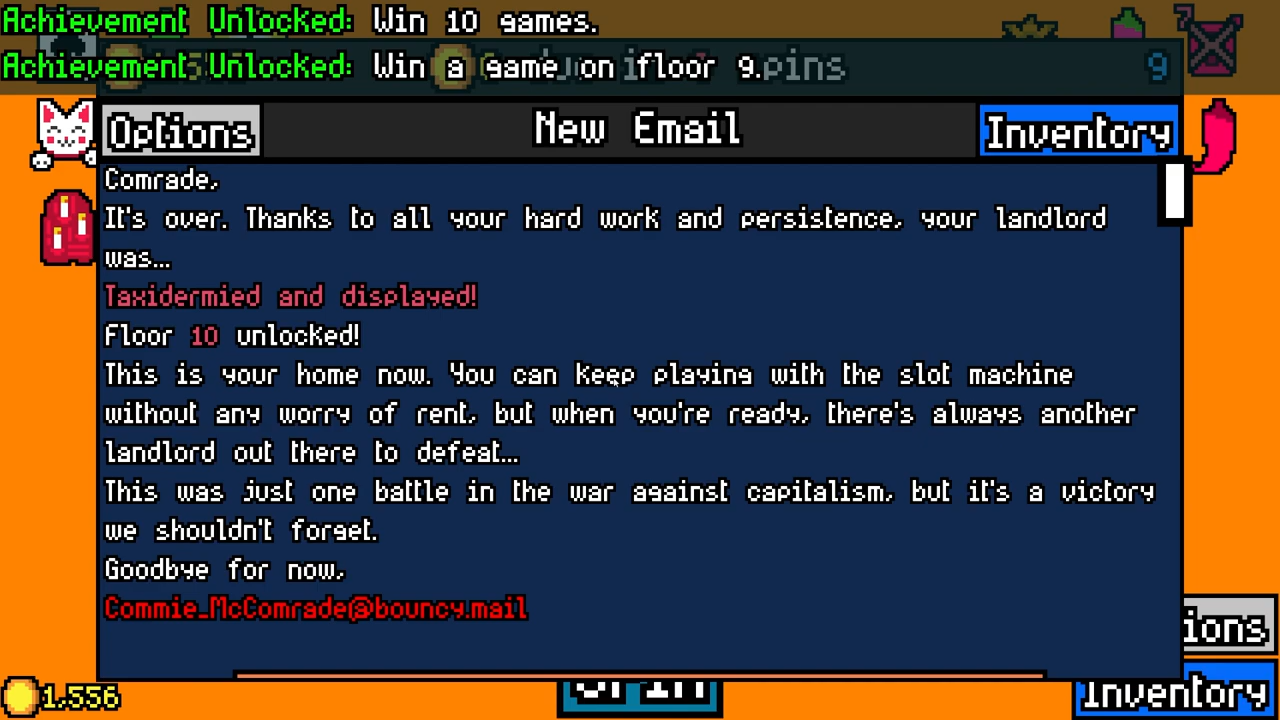 Achievement Unlocked: Win 10 games.
Achievement Unlocked: Win a game on floor 9.
pins
9
Options
New Email
Inventory
Comrade,
It's over. Thanks to all your hard work and persistence, your landlord
was...
Taxidermied and displayed!
Floor 10 unlocked!
This is your home now. You can keep playing with the slot machine
without any worry of rent, but when you're ready, there's always another
landlord out there to defeat...
This was just one battle in the war against capitalism, but it's a victory
we shouldn't forget.
Goodbye for now,
Commie_McComrade@bouncy.mail
ions
1,556
SPIN
Inventory